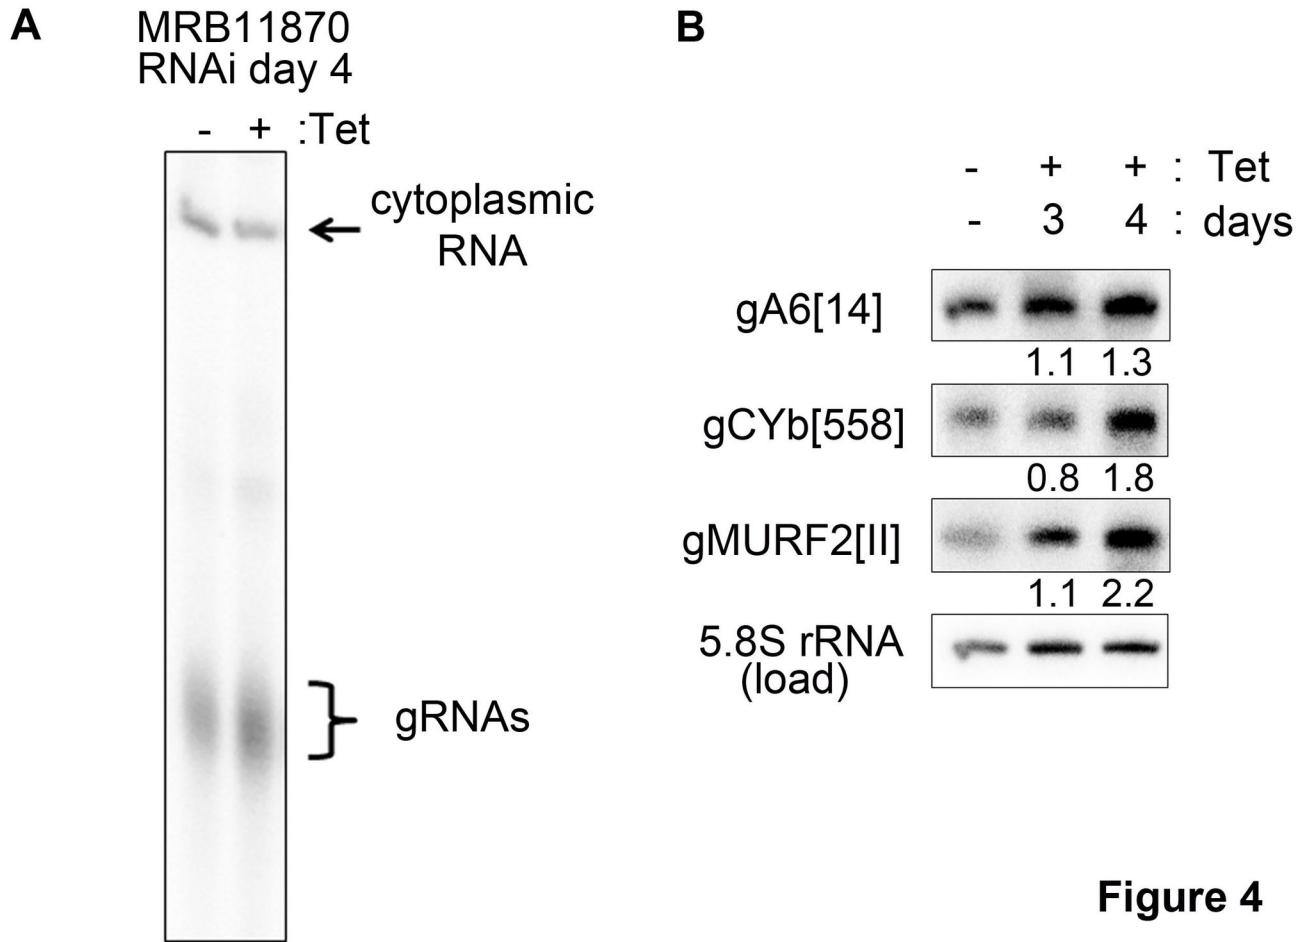 A
MRB11870
RNAi day 4
- + :Tet
cytoplasmic
RNA
gRNAs
B
- + + : Tet
- 3 4 : days
gA6[14]
1.1 1.3
gCYb[558]
0.8 1.8
gMURF2[II]
1.1 2.2
5.8S rRNA
(load)
Figure 4